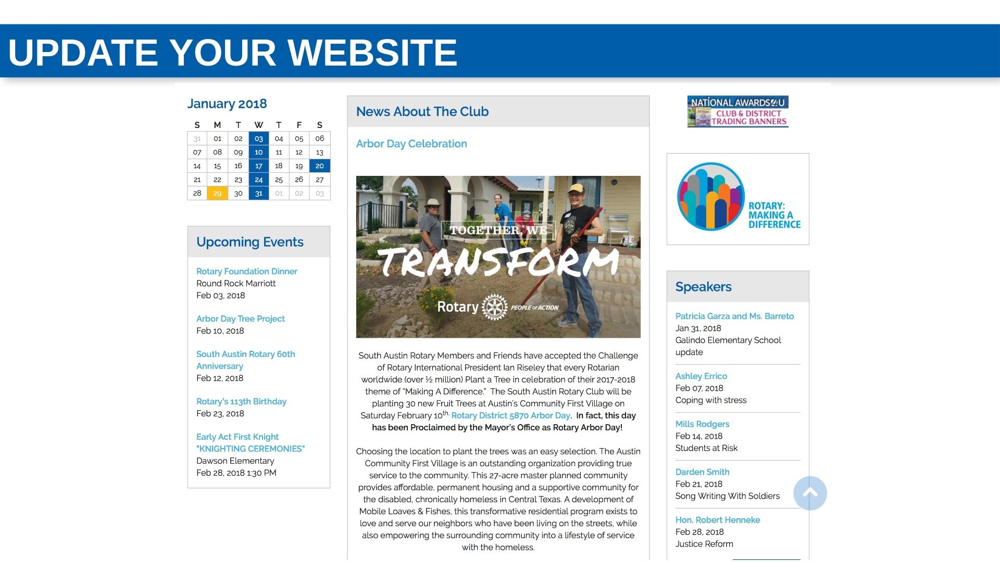 UPDATE YOUR WEBSITE
January 2018
S M T W T F S
31 01 02 03 04 05 06
07 08 09 10 11 12 13
14 15 16 17 18 19 20
21 22 23 24 25 26 27
28 29 30 31 01 02 03
Upcoming Events
Rotary Foundation Dinner
Round Rock Marriott
Feb 03, 2018
Arbor Day Tree Project
Feb 10, 2018
South Austin Rotary 60th
Anniversary
Feb 12, 2018
Rotary's 113th Birthday
Feb 23, 2018
Early Act First Knight
"KNIGHTING CEREMONIES"
Dawson Elementary
Feb 28, 2018 1:30 PM
News About The Club
Arbor Day Celebration
TOGETHER, WE
TRANSFORM
Rotary PEOPLE OF ACTION
South Austin Rotary Members and Friends have accepted the Challenge
of Rotary International President Ian Riseley that every Rotarian
worldwide (over ½ million) Plant a Tree in celebration of their 2017-2018
theme of “Making A Difference.” The South Austin Rotary Club will be
planting 30 new Fruit Trees at Austin’s Community First Village on
Saturday February 10th. Rotary District 5870 Arbor Day. In fact, this day
has been Proclaimed by the Mayor’s Office as Rotary Arbor Day!
Choosing the location to plant the trees was an easy selection. The Austin
Community First Village is an outstanding organization providing true
service to the community. This 27-acre master planned community
provides affordable, permanent housing and a supportive community for
the disabled, chronically homeless in Central Texas. A development of
Mobile Loaves & Fishes, this transformative residential program exists to
love and serve our neighbors who have been living on the streets, while
also empowering the surrounding community into a lifestyle of service
with the homeless.
NATIONAL AWARDS4U
CLUB & DISTRICT
TRADING BANNERS
ROTARY:
MAKING A
DIFFERENCE
Speakers
Patricia Garza and Ms. Barreto
Jan 31, 2018
Galindo Elementary School
update
Ashley Errico
Feb 07, 2018
Coping with stress
Mills Rodgers
Feb 14, 2018
Students at Risk
Darden Smith
Feb 21, 2018
Song Writing With Soldiers
Hon. Robert Henneke
Feb 28, 2018
Justice Reform